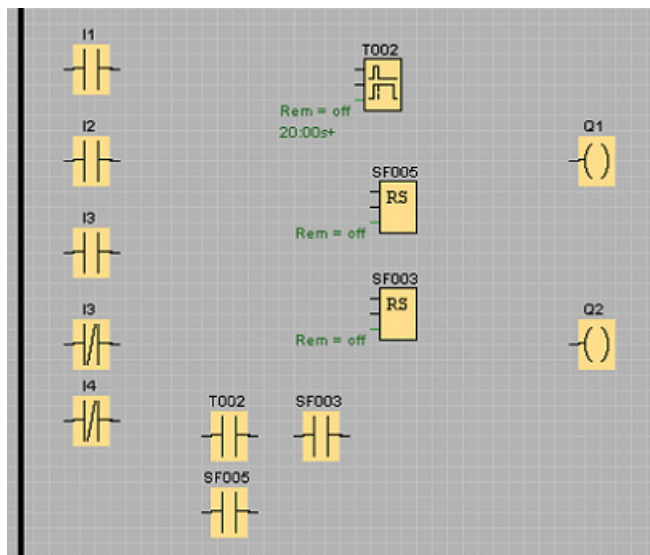 I1
T002
Rem = off
20:00s+
I2
Q1
SF005
RS
Rem = off
I3
SF003
RS
Rem = off
I3
Q2
I4
T002
SF003
SF005